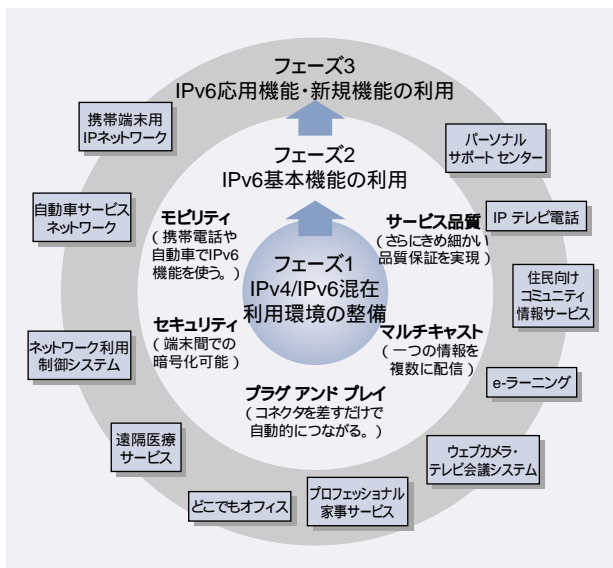 フェーズ3
IPv6応用機能・新規機能の利用
携帯端末用
IPネットワーク
パーソナル
サポート センター
フェーズ2
IPv6基本機能の利用
自動車サービス
ネットワーク
モビリティ
(携帯電話や
自動車でIPv6
機能を使う。)
サービス品質
(さらにきめ細かい
品質保証を実現)
IP テレビ電話
フェーズ1
IPv4/IPv6混在
利用環境の整備
住民向け
コミュニティ
情報サービス
セキュリティ
(端末間での
暗号化可能)
マルチキャスト
(一つの情報を
複数に配信)
ネットワーク利用
制御システム
e-ラーニング
プラグ アンド プレイ
(コネクタを差すだけで
自動的につながる。)
遠隔医療
サービス
ウェブカメラ・
テレビ会議システム
どこでもオフィス
プロフェッショナル
家事サービス